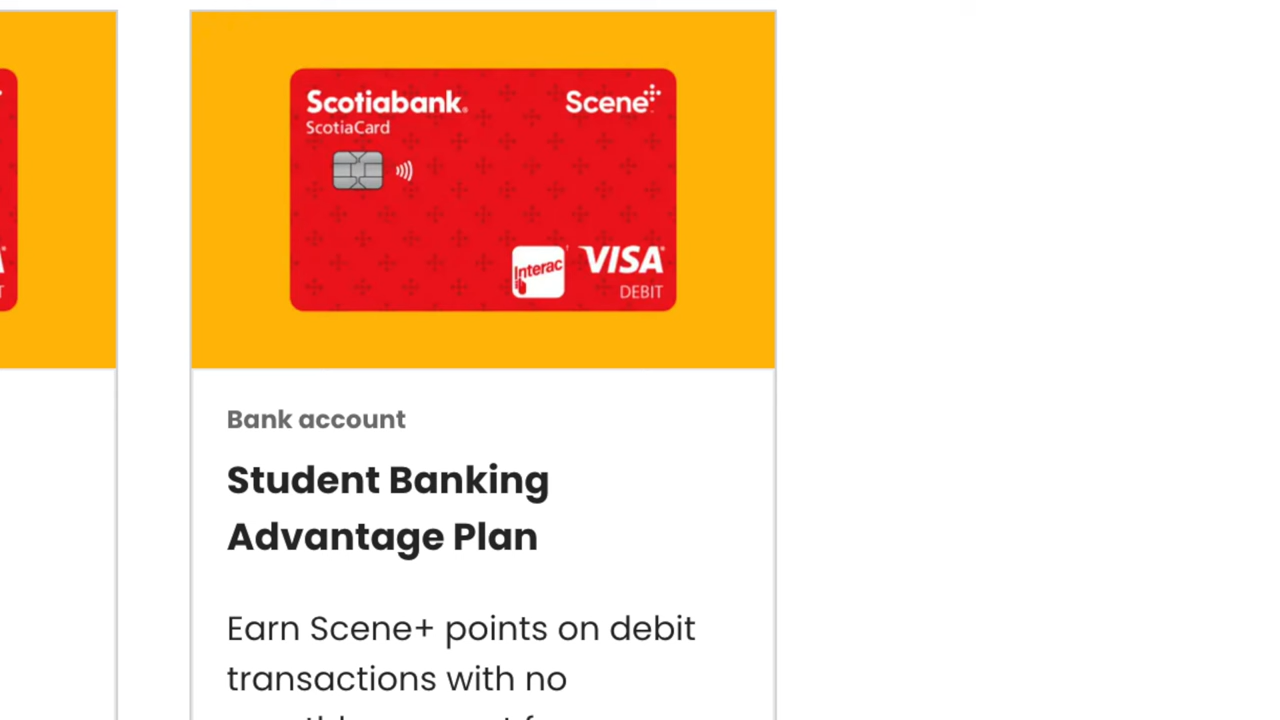 Scotiabank.
Scene+
ScotiaCard
Interac
VISA
DEBIT
Bank account
Student Banking
Advantage Plan
Earn Scene+ points on debit
transactions with no